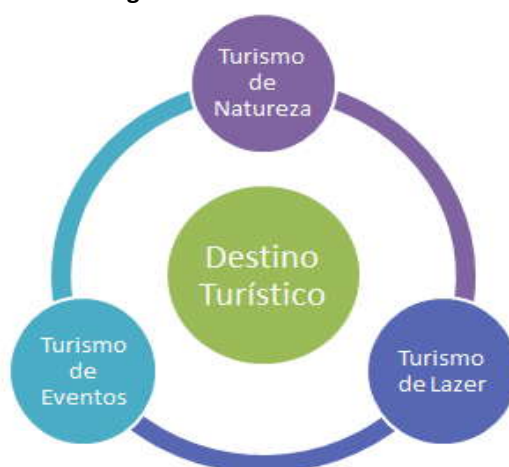 Turismo
de
Natureza
Destino
Turístico
Turismo
de
Eventos
Turismo
de Lazer